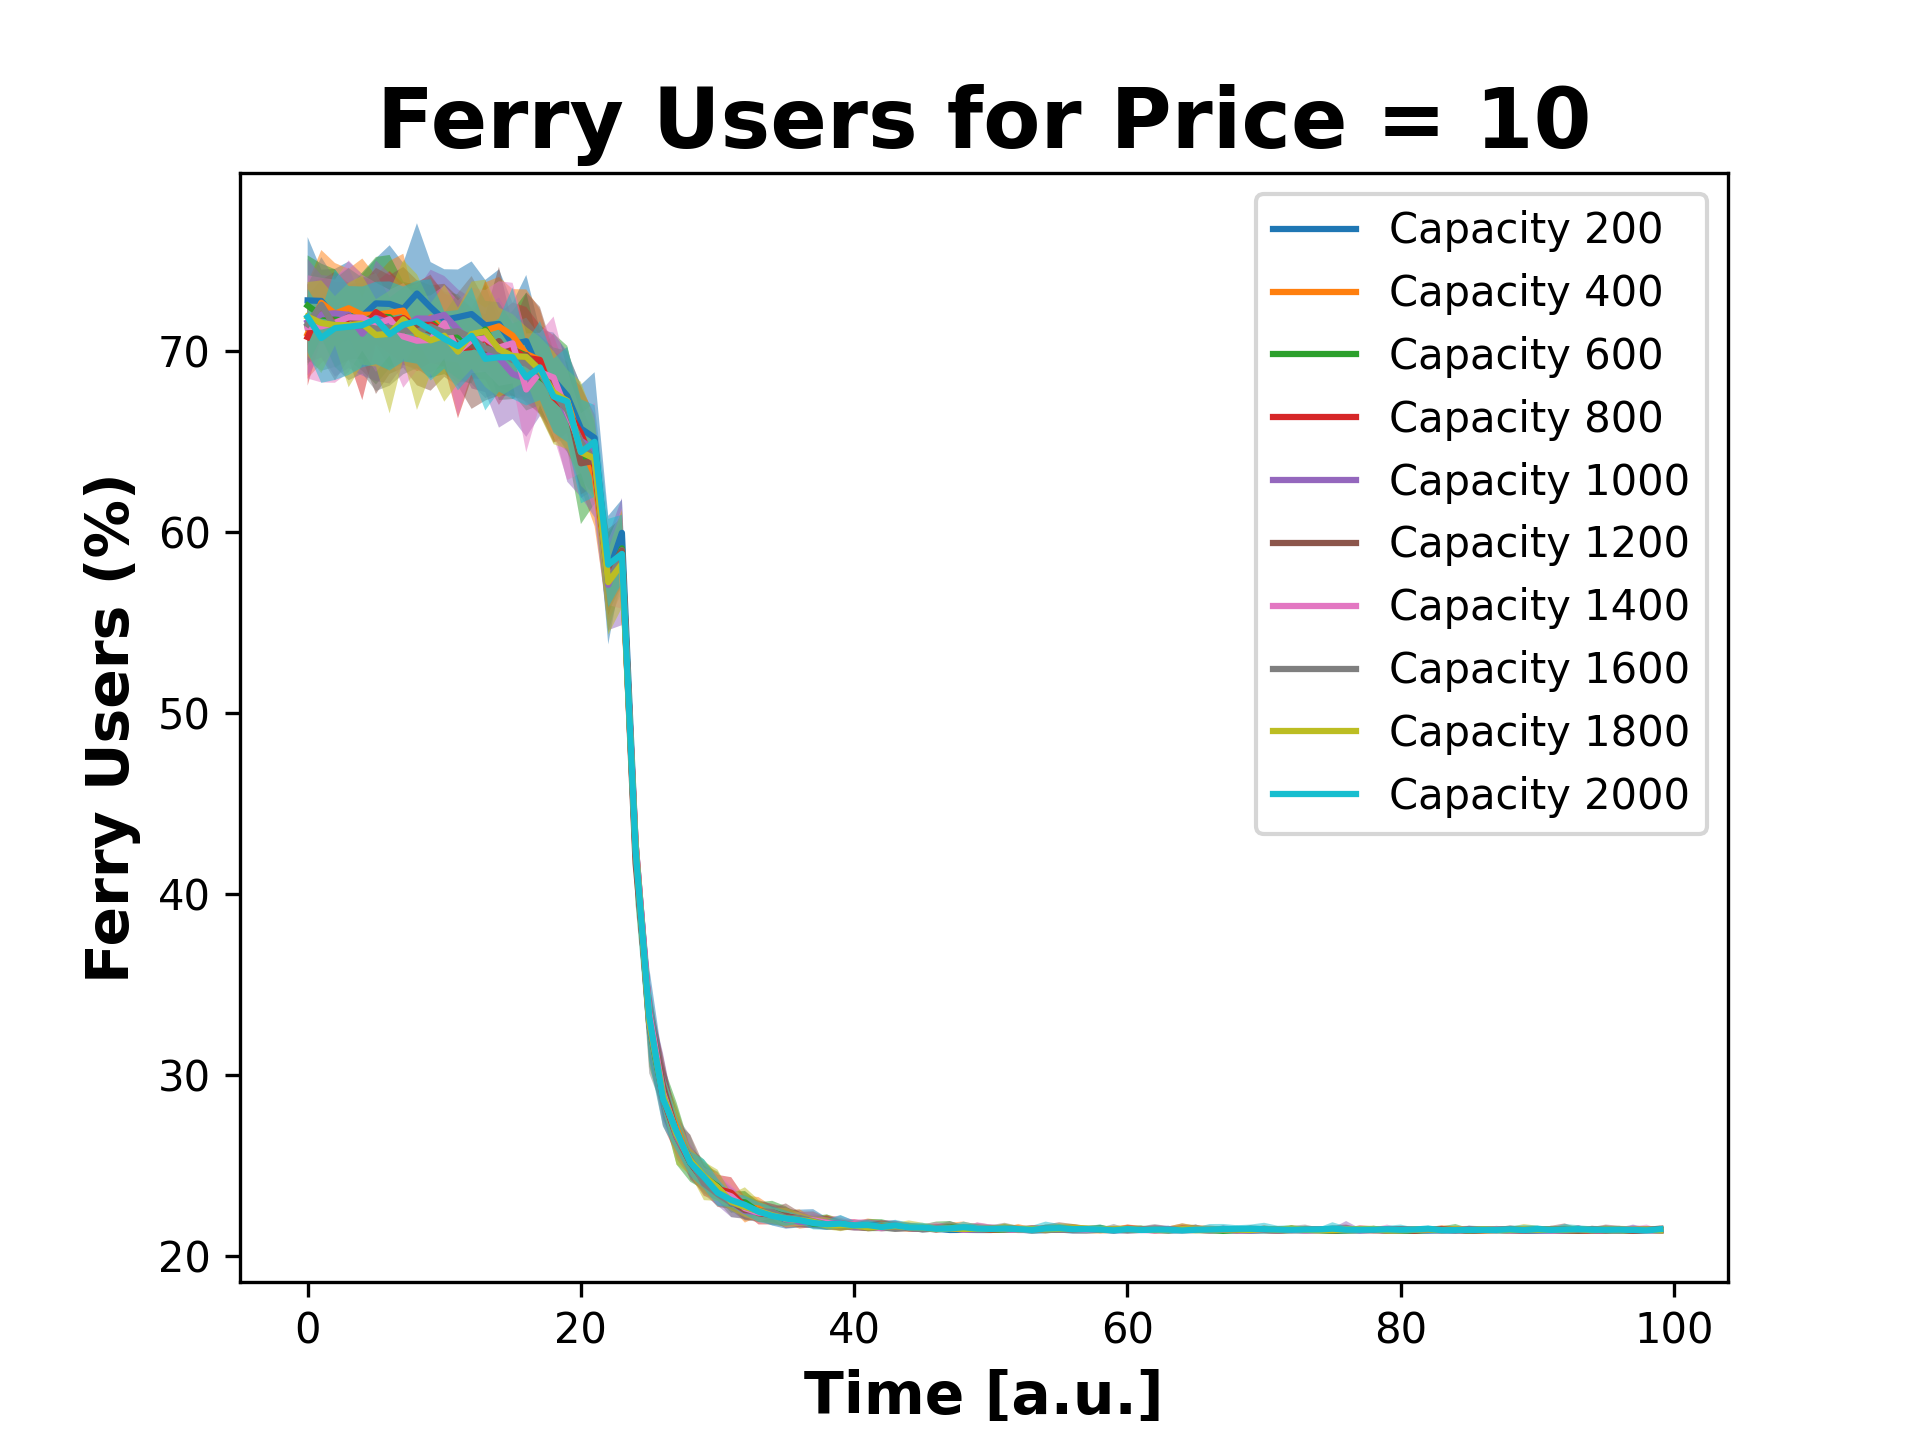 Ferry Users for Price = 10
Ferry Users (%)
70
60
50
40
30
20
0
20
40
60
80
100
Time [a.u.]
Capacity 200
Capacity 400
Capacity 600
Capacity 800
Capacity 1000
Capacity 1200
Capacity 1400
Capacity 1600
Capacity 1800
Capacity 2000